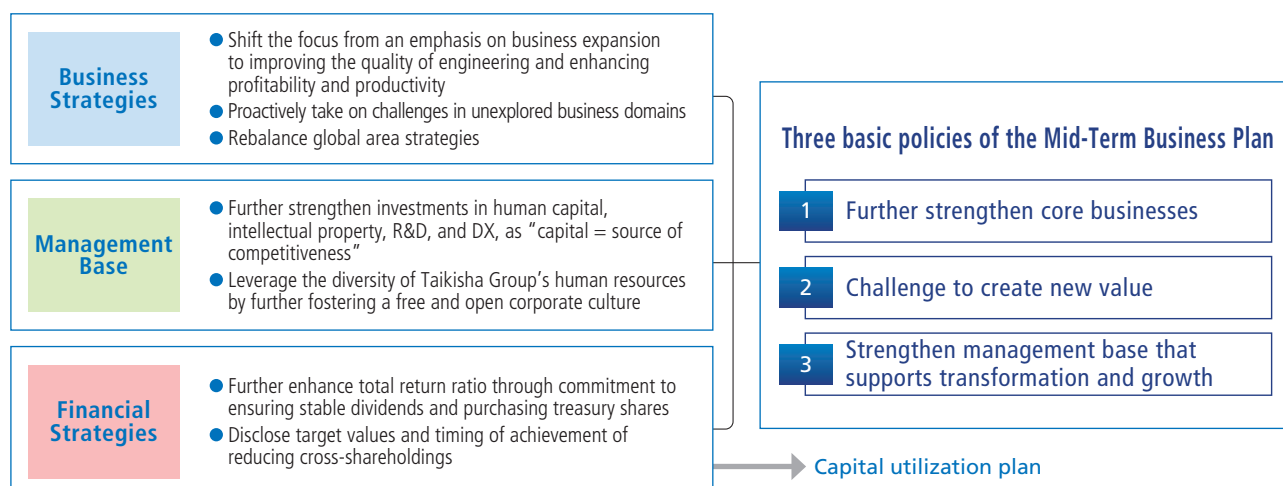 Business
Strategies
● Shift the focus from an emphasis on business expansion
to improving the quality of engineering and enhancing
profitability and productivity
● Proactively take on challenges in unexplored business domains
● Rebalance global area strategies
Management
Base
● Further strengthen investments in human capital,
intellectual property, R&D, and DX, as “capital = source of
competitiveness”
● Leverage the diversity of Taikisha Group’s human resources
by further fostering a free and open corporate culture
Financial
Strategies
● Further enhance total return ratio through commitment to
ensuring stable dividends and purchasing treasury shares
● Disclose target values and timing of achievement of
reducing cross-shareholdings
Three basic policies of the Mid-Term Business Plan
1 Further strengthen core businesses
2 Challenge to create new value
3 Strengthen management base that
supports transformation and growth
Capital utilization plan